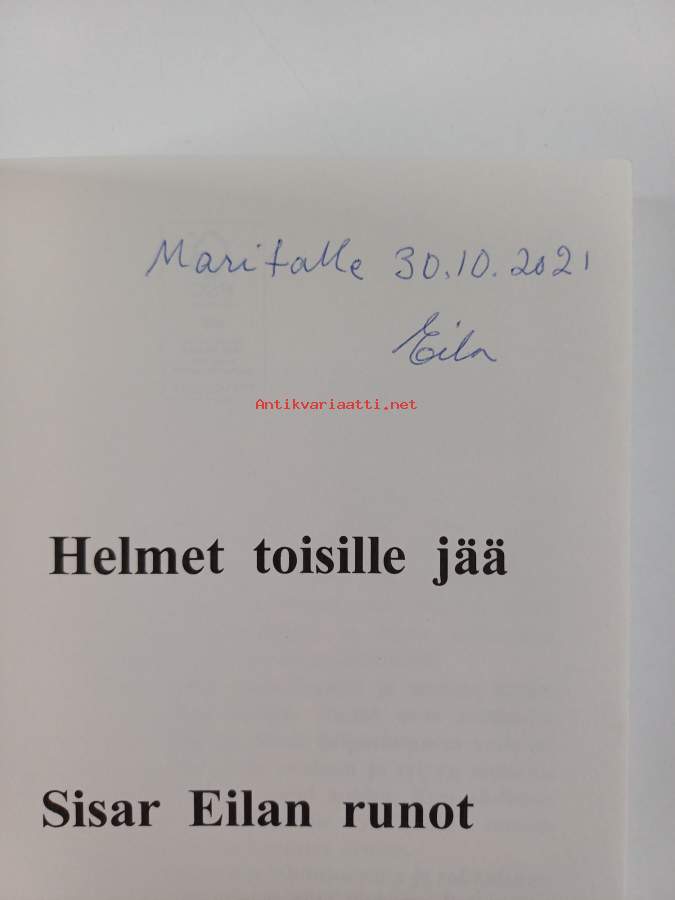 Maritalle 30.10.2021
Eila
Antikvariaatti.net
Helmet toisille jää
Sisar Eilan runot